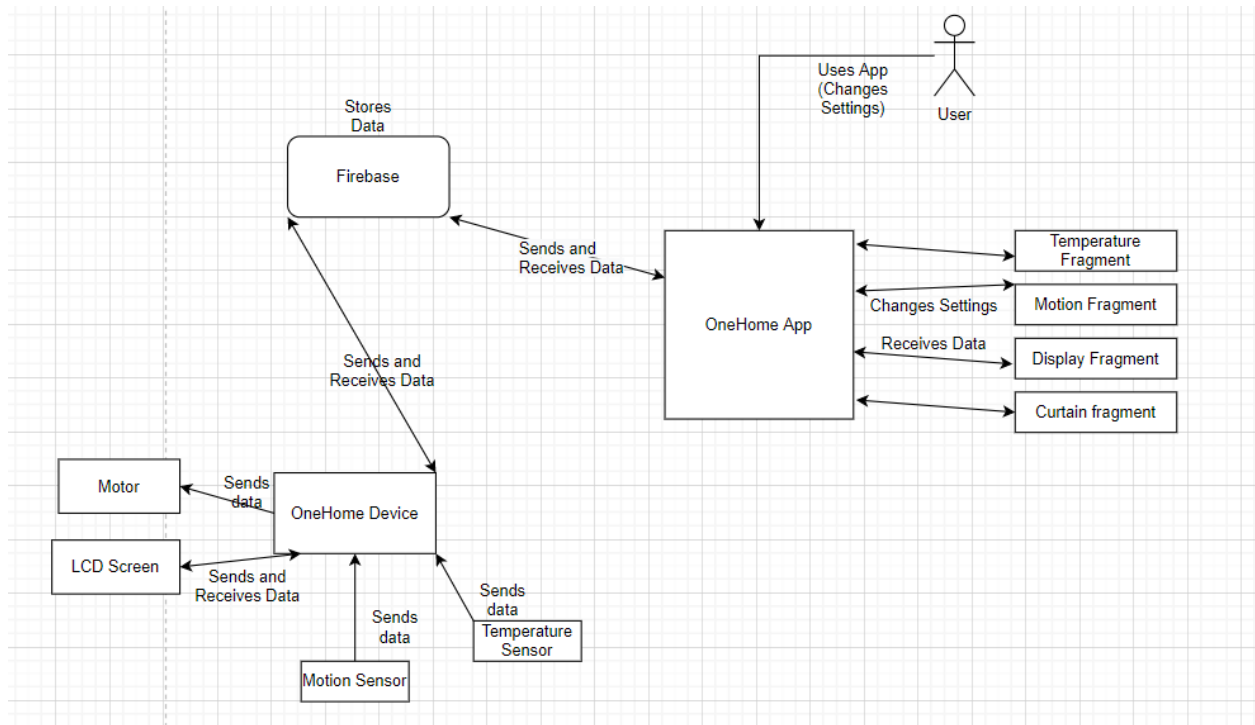 Uses App
(Changes
Settings)
User
Stores
Data
Firebase
Sends and
Receives Data
OneHome App
Temperature
Fragment
Changes Settings
Motion Fragment
Receives Data
Display Fragment
Curtain fragment
Sends and
Receives Data
Motor
Sends
data
OneHome Device
LCD Screen
Sends and
Receives Data
Sends
data
Temperature
Sensor
Sends
data
Motion Sensor